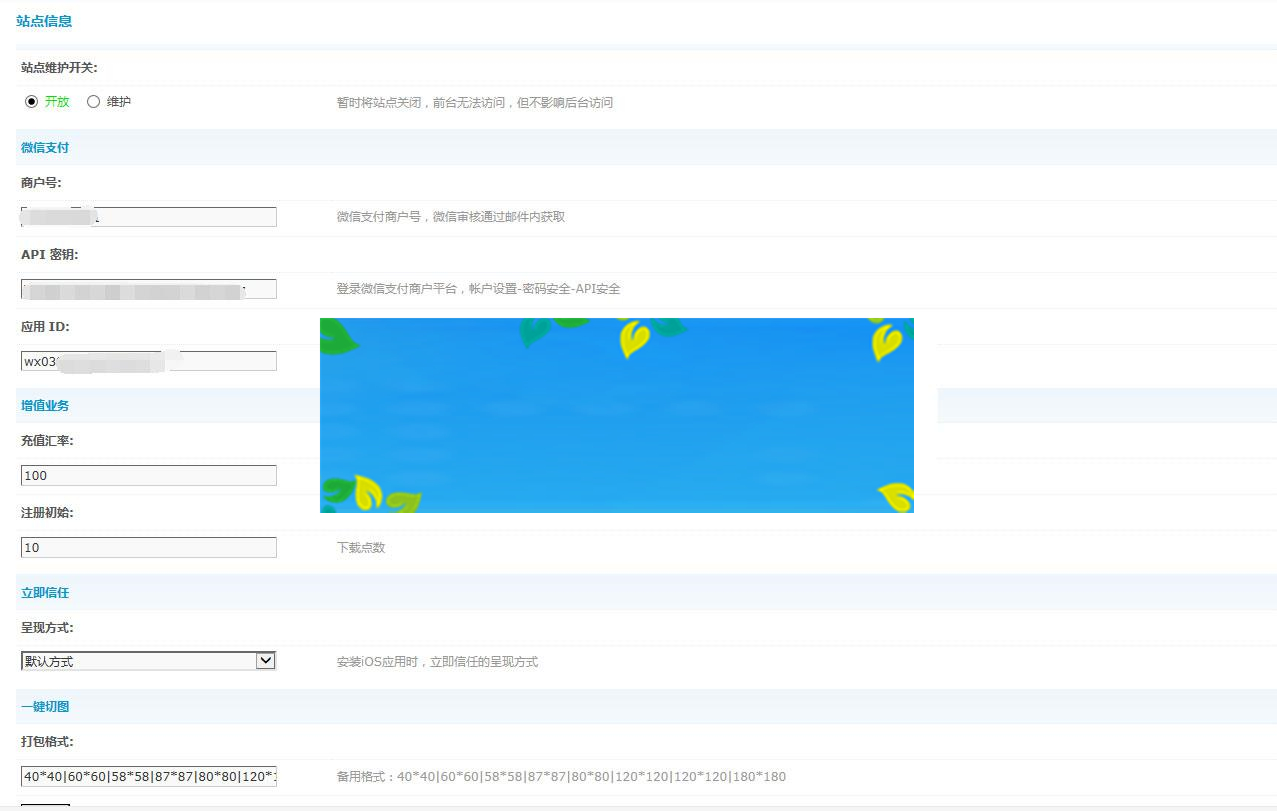 站点信息
站点维护开关:
开放 维护 暂时将站点关闭，前台无法访问，但不影响后台访问
微信支付
商户号:
微信支付商户号，微信审核通过邮件内获取
API 密钥:
登录微信支付商户平台，帐户设置-密码安全-API安全
应用 ID:
wx03
增值业务
充值汇率:
100
注册初始:
10 下载点数
立即信任
呈现方式:
默认方式 安装iOS应用时，立即信任的呈现方式
一键切图
打包格式:
40*40|60*60|58*58|87*87|80*80|120*1 备用格式：40*40|60*60|58*58|87*87|80*80|120*120|120*120|180*180